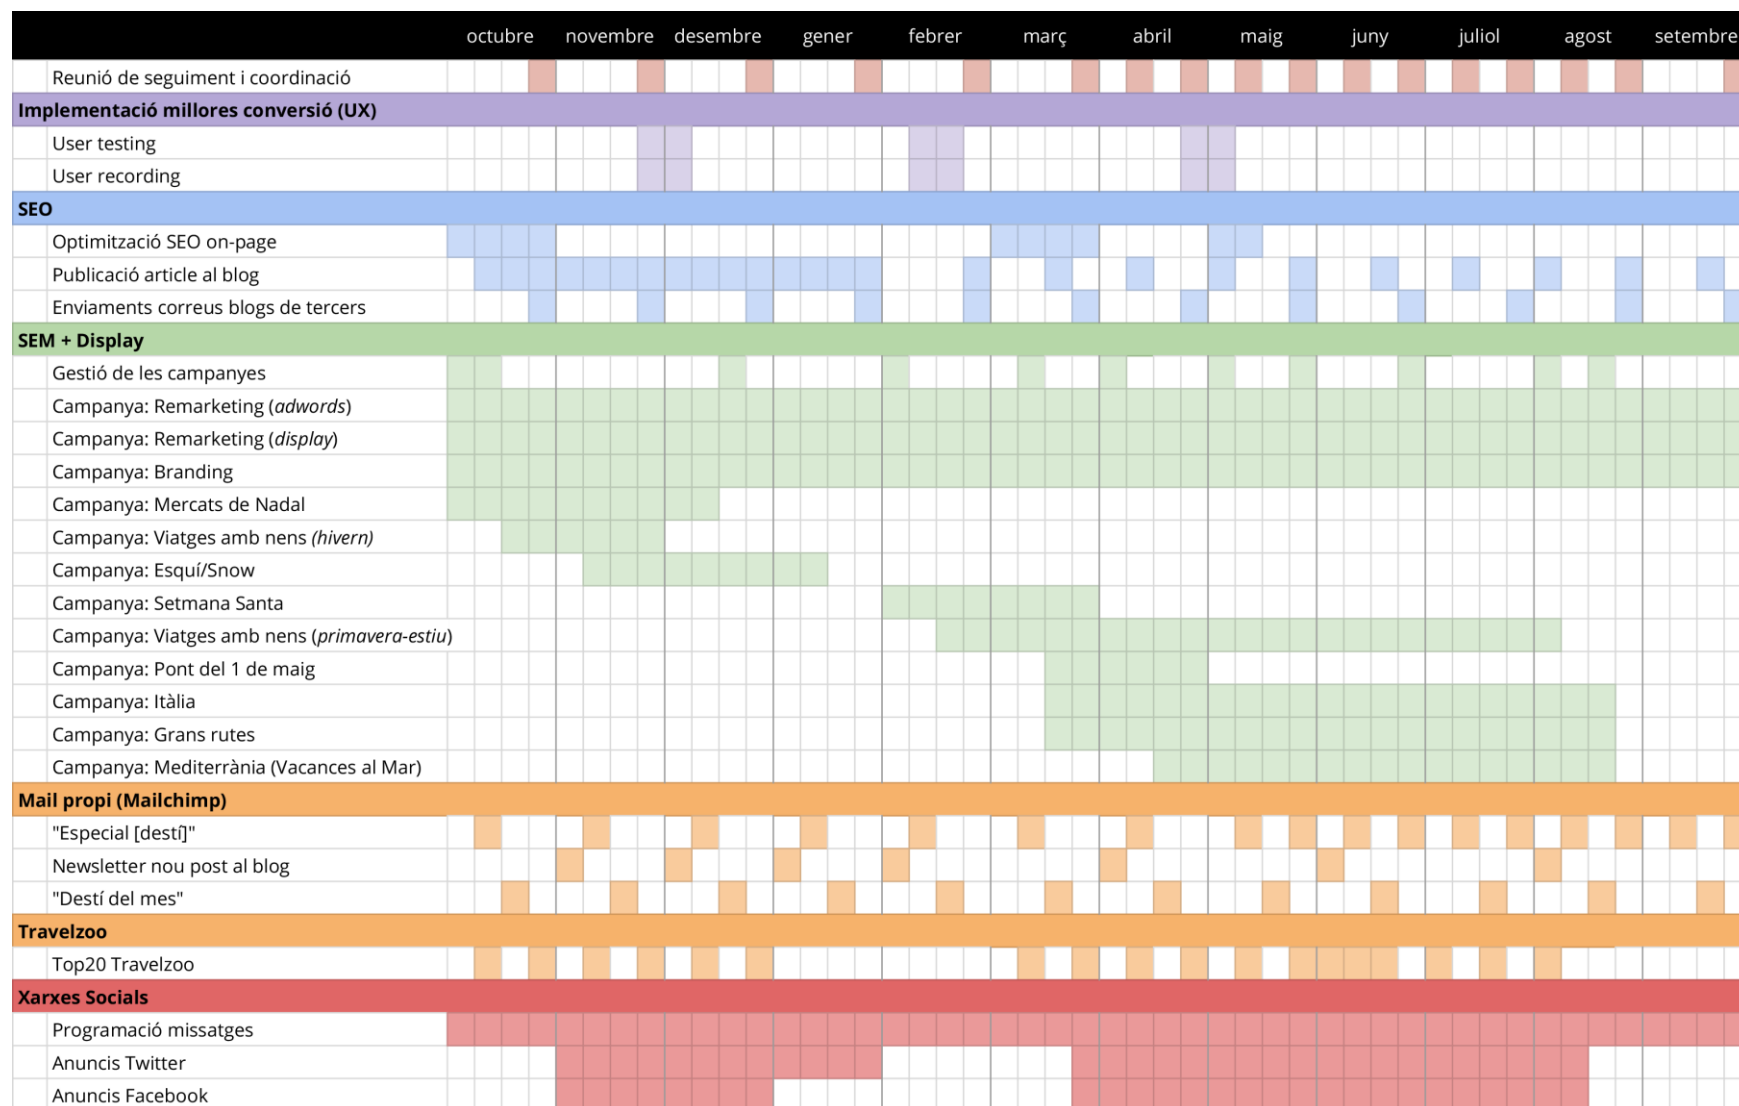 octubre novembre desembre gener febrer març abril maig juny juliol agost setembre
Reunió de seguiment i coordinació
Implementació millores conversió (UX)
User testing
User recording
SEO
Optimització SEO on-page
Publicació article al blog
Enviaments correus blogs de tercers
SEM + Display
Gestió de les campanyes
Campanya: Remarketing (adwords)
Campanya: Remarketing (display)
Campanya: Branding
Campanya: Mercats de Nadal
Campanya: Viatges amb nens (hivern)
Campanya: Esquí/Snow
Campanya: Setmana Santa
Campanya: Viatges amb nens (primavera-estiu)
Campanya: Pont del 1 de maig
Campanya: Itàlia
Campanya: Grans rutes
Campanya: Mediterrània (Vacances al Mar)
Mail propi (Mailchimp)
"Especial [destí]"
Newsletter nou post al blog
"Destí del mes"
Travelzoo
Top20 Travelzoo
Xarxes Socials
Programació missatges
Anuncis Twitter
Anuncis Facebook